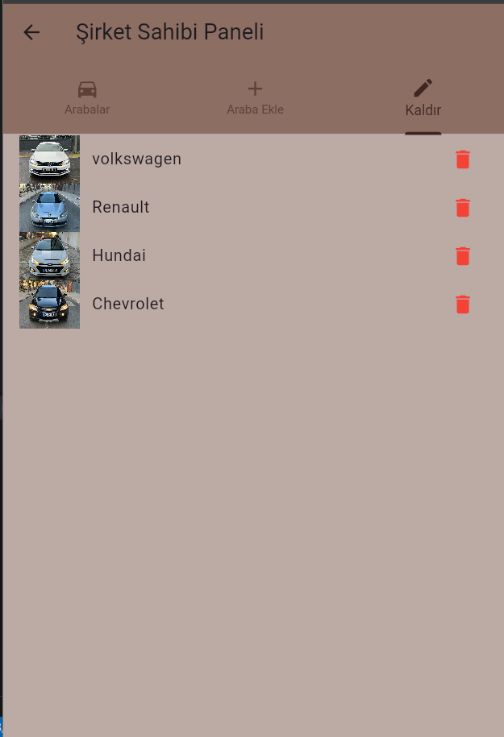 Şirket Sahibi Paneli
Arabalar
Araba Ekle
Kaldır
volkswagen
Renault
Hundai
Chevrolet